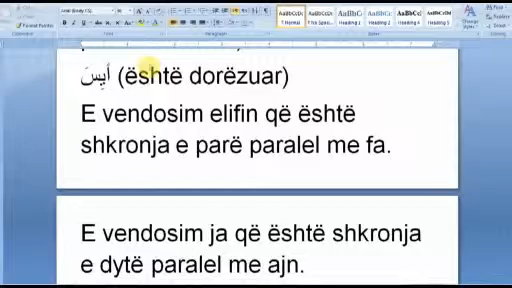 أَيِسَ (është dorëzuar)
E vendosim elifin që është
shkronja e parë paralel me fa.
E vendosim ja që është shkronja
e dytë paralel me ajn.